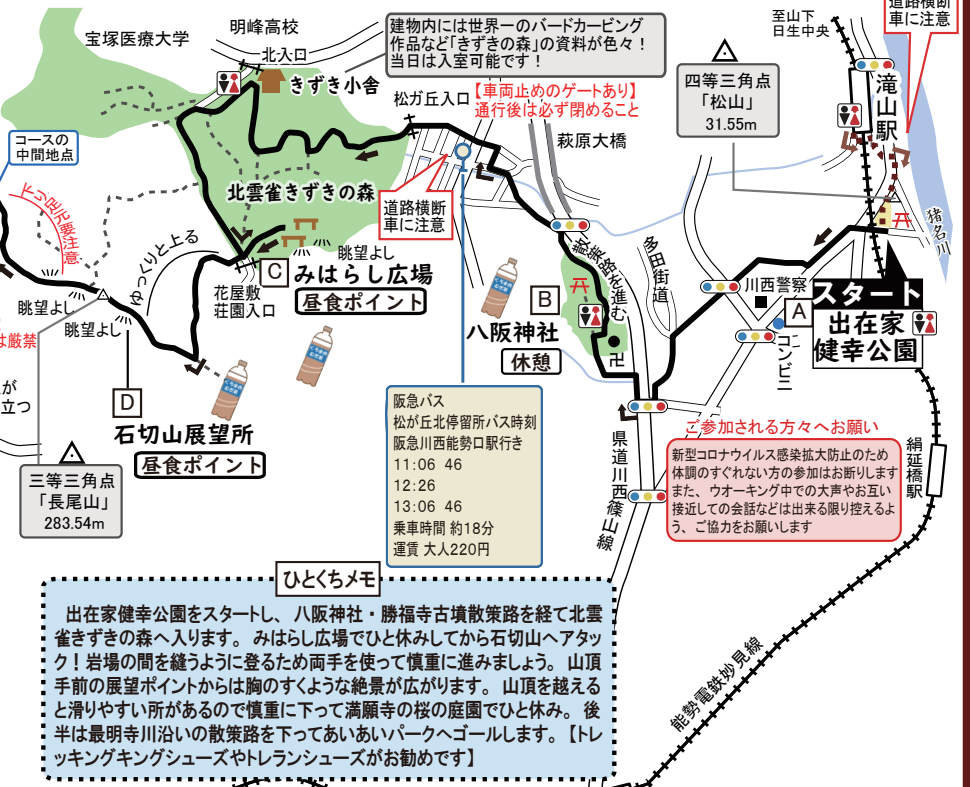 宝塚医療大学
明峰高校
北入口
きずき小舎
建物内には世界一のバードカービング
作品など「きずきの森」の資料が色々！
当日は入室可能です！
【車両止めのゲートあり】
通行後は必ず閉めること
松が丘入口
萩原大橋
至山下
日生中央
道路横断
車に注意
四等三角点
「松山」
31.55m
滝山駅
猪名川
コースの
中間地点
下り足元要注意
北雲雀きずきの森
道路横断
車に注意
ゆっくりと上る
眺望よし
C みはらし広場
昼食ポイント
花屋敷
荘園入口
眺望よし
眺望よし
は厳禁
が
立つ
D
石切山展望所
昼食ポイント
三等三角点
「長尾山」
283.54m
B
八阪神社
休憩
散策路を進む
多田街道
卍
川西警察
A
コンビニ
スタート
出在家
健幸公園
阪急バス
松が丘北停留所バス時刻
阪急川西能勢口駅行き
11:06 46
12:26
13:06 46
乗車時間 約18分
運賃 大人220円
県道川西篠山線
ご参加される方々へお願い
新型コロナウイルス感染拡大防止のため
体調のすぐれない方の参加はお断りします
また、ウオーキング中での大声やお互い
接近しての会話などは出来る限り控えるよ
う、ご協力をお願いします
絹延橋駅
能勢電鉄妙見線
ひとくちメモ
出在家健幸公園をスタートし、八阪神社・勝福寺古墳散策路を経て北雲
雀きずきの森へ入ります。みはらし広場でひと休みしてから石切山へアタッ
ク！岩場の間を縫うように登るため両手を使って慎重に進みましょう。山頂
手前の展望ポイントからは胸のすくような絶景が広がります。山頂を越える
と滑りやすい所があるので慎重に下って満願寺の桜の庭園でひと休み。後
半は最明寺川沿いの散策路を下ってあいあいパークへゴールします。【トレ
ッキングキングシューズやトレランシューズがお勧めです】